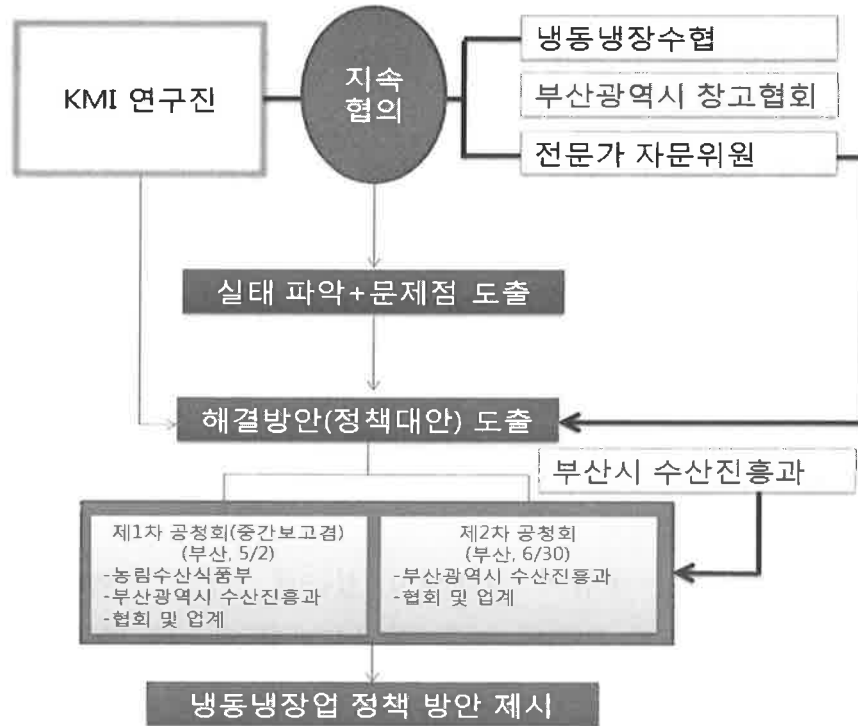 KMI 연구진
지속
협의
냉동냉장수협
부산광역시 창고협회
전문가 자문위원
실태 파악+문제점 도출
해결방안(정책대안) 도출
부산시 수산진흥과
제1차 공청회(중간보고겸)
(부산, 5/2)
-농림수산식품부
-부산광역시 수산진흥과
-협회 및 업계
제2차 공청회
(부산, 6/30)
-부산광역시 수산진흥과
-협회 및 업계
냉동냉장업 정책 방안 제시